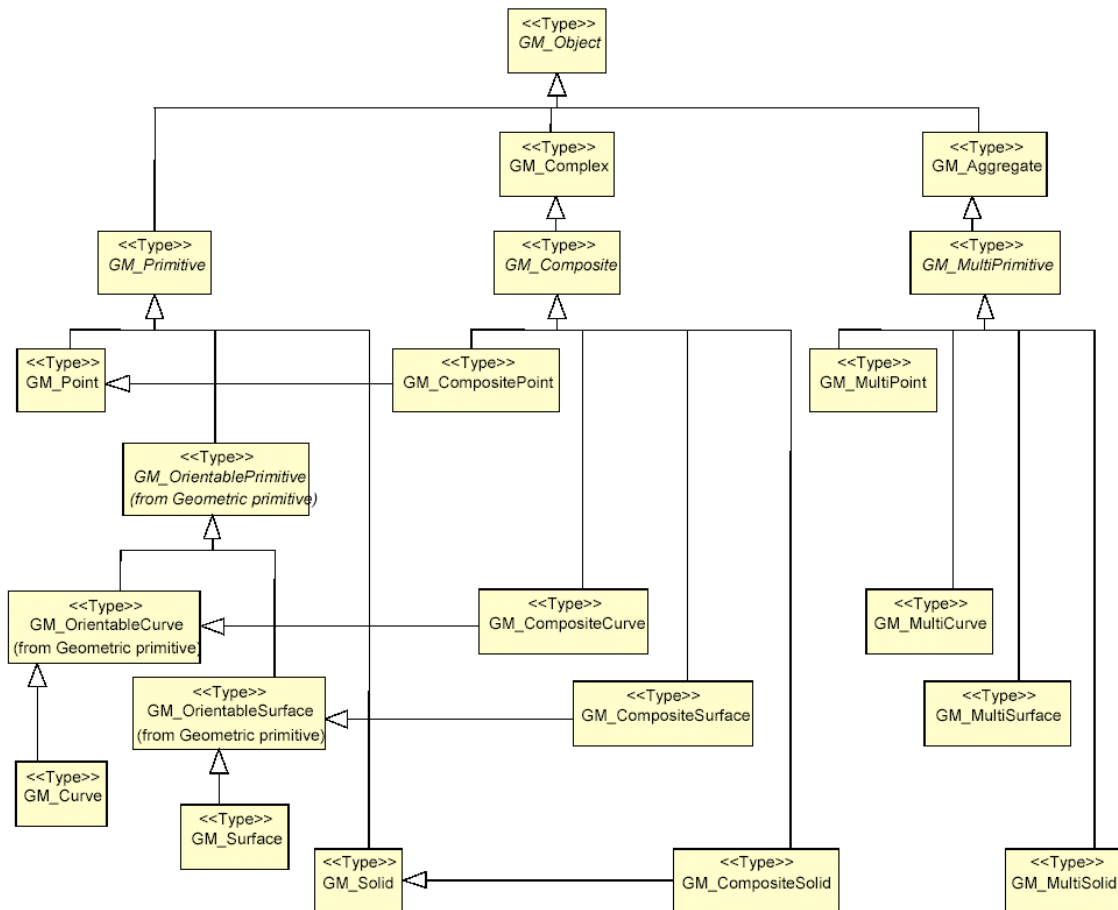 <<Type>>
GM_Object
<<Type>>
GM_Complex
<<Type>>
GM_Aggregate
<<Type>>
GM_Primitive
<<Type>>
GM_Composite
<<Type>>
GM_MultiPrimitive
<<Type>>
GM_Point
<<Type>>
GM_CompositePoint
<<Type>>
GM_MultiPoint
<<Type>>
GM_OrientablePrimitive
(from Geometric primitive)
<<Type>>
GM_OrientableCurve
(from Geometric primitive)
<<Type>>
GM_CompositeCurve
<<Type>>
GM_MultiCurve
<<Type>>
GM_OrientableSurface
(from Geometric primitive)
<<Type>>
GM_CompositeSurface
<<Type>>
GM_MultiSurface
<<Type>>
GM_Curve
<<Type>>
GM_Surface
<<Type>>
GM_Solid
<<Type>>
GM_CompositeSolid
<<Type>>
GM_MultiSolid